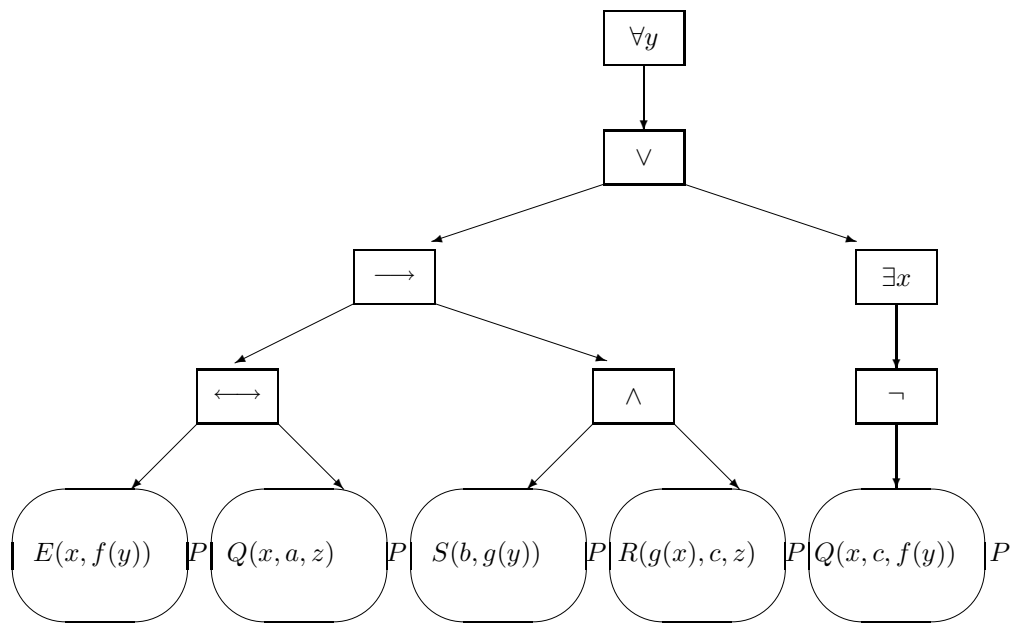 ∀y
∨
⟶ ∃x
⟷ ∧ ¬
E(x, f(y)) P Q(x, a, z) P S(b, g(y)) P R(g(x), c, z) P Q(x, c, f(y)) P